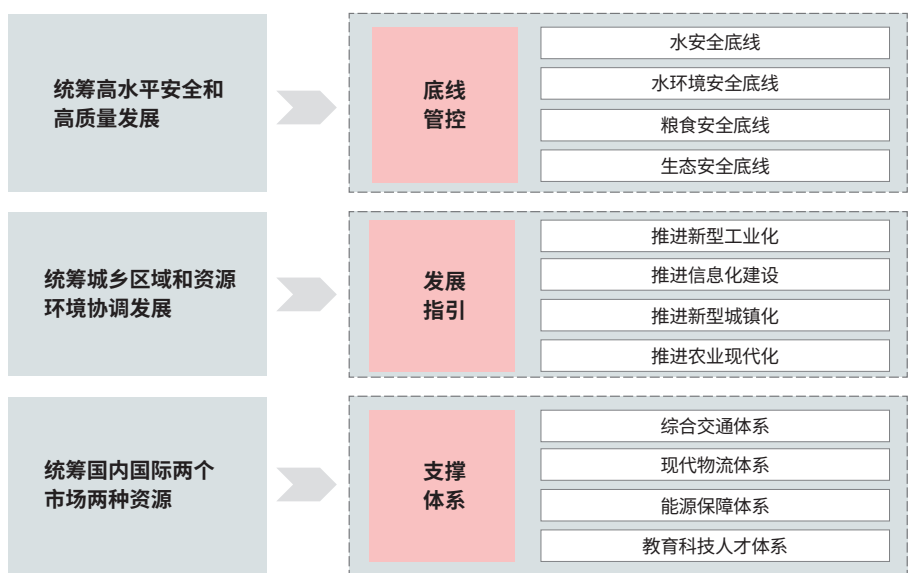 统筹高水平安全和
高质量发展
底线
管控
水安全底线
水环境安全底线
粮食安全底线
生态安全底线
统筹城乡区域和资源
环境协调发展
发展
指引
推进新型工业化
推进信息化建设
推进新型城镇化
推进农业现代化
统筹国内国际两个
市场两种资源
支撑
体系
综合交通体系
现代物流体系
能源保障体系
教育科技人才体系